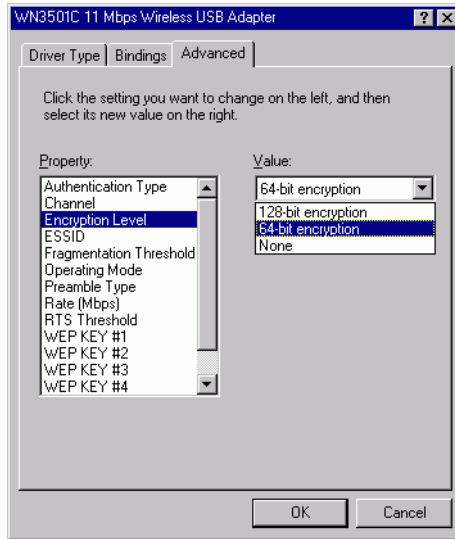 WN3501C 11 Mbps Wireless USB Adapter
Driver Type Bindings Advanced
Click the setting you want to change on the left, and then
select its new value on the right.
Property:
Authentication Type
Channel
Encryption Level
ESSID
Fragmentation Threshold
Operating Mode
Preamble Type
Rate (Mbps)
RTS Threshold
WEP KEY #1
WEP KEY #2
WEP KEY #3
WEP KEY #4
Value:
64-bit encryption
128-bit encryption
64-bit encryption
None
OK Cancel